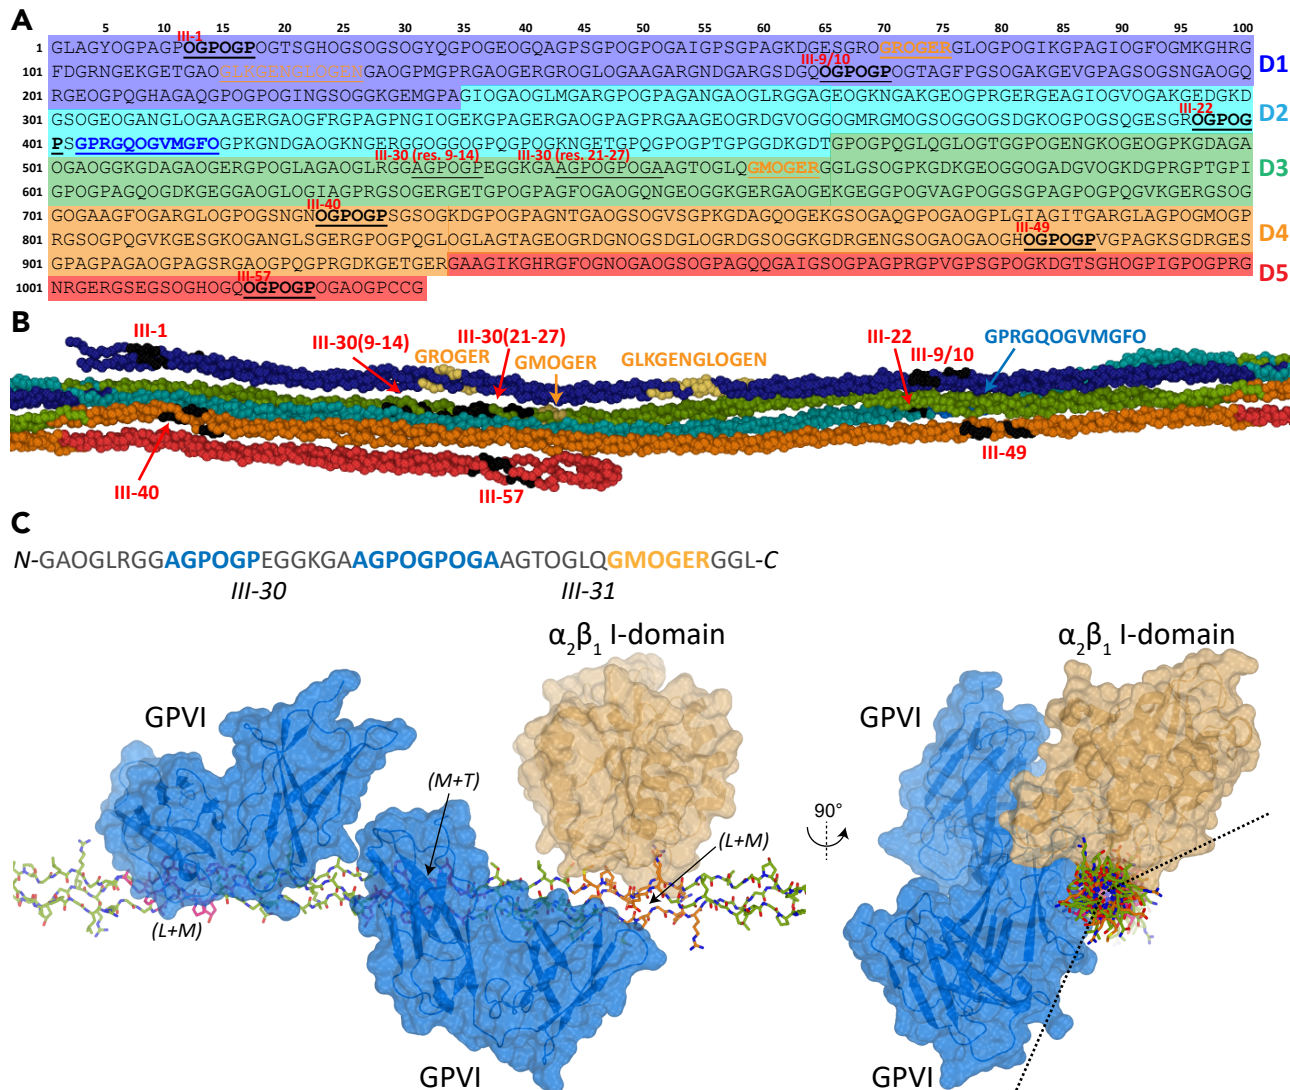 A
5 10 15 20 25 30 35 40 45 50 55 60 65 70 75 80 85 90 95 100
III-1
1 GLAGYOGPAGPOGPOGPOGTSGHOGSOGSOGYQGPOGEOGQAGPSGPOGPOGAIGPSGPAGKDGESGROGROGERGLOGPOGIKGPAGIOGFOGMKGHRG D1
III-9/10
101 FDGRNGEKGETGAOGLKGENGLOGENGAOGPMGPRGAOGERGROGLOGAAGARGNDGARGSDGQOGPOGPOGTAGFPGSOGAKGEVGPAGSOGSNGAOGQ
201 RGEOGPQGHAGAQGPOGPOGINGSOGGKGEMGPAGIOGAOGLMGARGPOGPAGANGAOGLRGGAGEOGKNGAKGEOGPRGERGEAGIOGVOGAKGEDGKD
III-22
301 GSOGEOGANGLOGAAGERGAOGFRGPAGPNGIOGEKGPAGERGAOGPAGPRGAAGEOGRDGVOGGOGMRGMOGSOGGOGSDGKOGPOGSQGESGROGPOG D2
401 PSGPRGQOGVMGFOGPKGNDGAOGKNGERGGOGGOGPQGPOGKNGETGPQGPOGPTGPGGDKGDTGPOGPQGLQGLOGTGGPOGENGKOGEOGPKGDAGA
III-30 (res. 9-14) III-30 (res. 21-27)
501 OGAOGGKGDAGAOGERGPOGLAGAOGLRGGAGPOGPEGGKGAAGPOGPOGAAGTOGLQGMOGERGGLGSOGPKGDKGEOGGOGADGVOGKDGPRGPTGPI D3
601 GPOGPAGQOGDKGEGGAOGLOGIAGPRGSOGERGETGPOGPAGFOGAOGQNGEOGGKGERGAOGEKGEGGPOGVAGPOGGSGPAGPOGPQGVKGERGSOG
III-40
701 GOGAAGFOGARGLOGPOGSNGNOGPOGPSGSOGKDGPOGPAGNTGAOGSOGVSGPKGDAGQOGEKGSOGAQGPOGAOGPLGIAGITGARGLAGPOGMOGP D4
III-49
801 RGSOGPQGVKGESGKOGANGLSGERGPOGPQGLOGLAGTAGEOGRDGNOGSDGLOGRDGSOGGKGDRGENGSOGAOGAOGHOGPOGPVGPAGKSGDRGES
901 GPAGPAGAOGPAGSRGAOGPQGPRGDKGETGERGAAGIKGHRGFOGNOGAOGSOGPAGQQGAIGSOGPAGPRGPVGPSGPOGKDGTSGHOGPIGPOGPRG D5
III-57
1001 NRGERGSEGSOGHOGQOGPOGPOGAOGPCCG
B
III-1
III-30(9-14)
GROGER
III-30(21-27)
GMOGER
GLKGENGLOGEN
III-22
III-9/10
GPRGQOGVMGFO
III-40
III-57
III-49
C
N-GAOGLRGGAGPOGPEGGKGAAGPOGPOGAAGTOGLQGMOGERGGL-C
III-30 III-31
α2β1 I-domain
α2β1 I-domain
GPVI
GPVI
(M+T)
(L+M)
90°
(L+M)
GPVI
GPVI